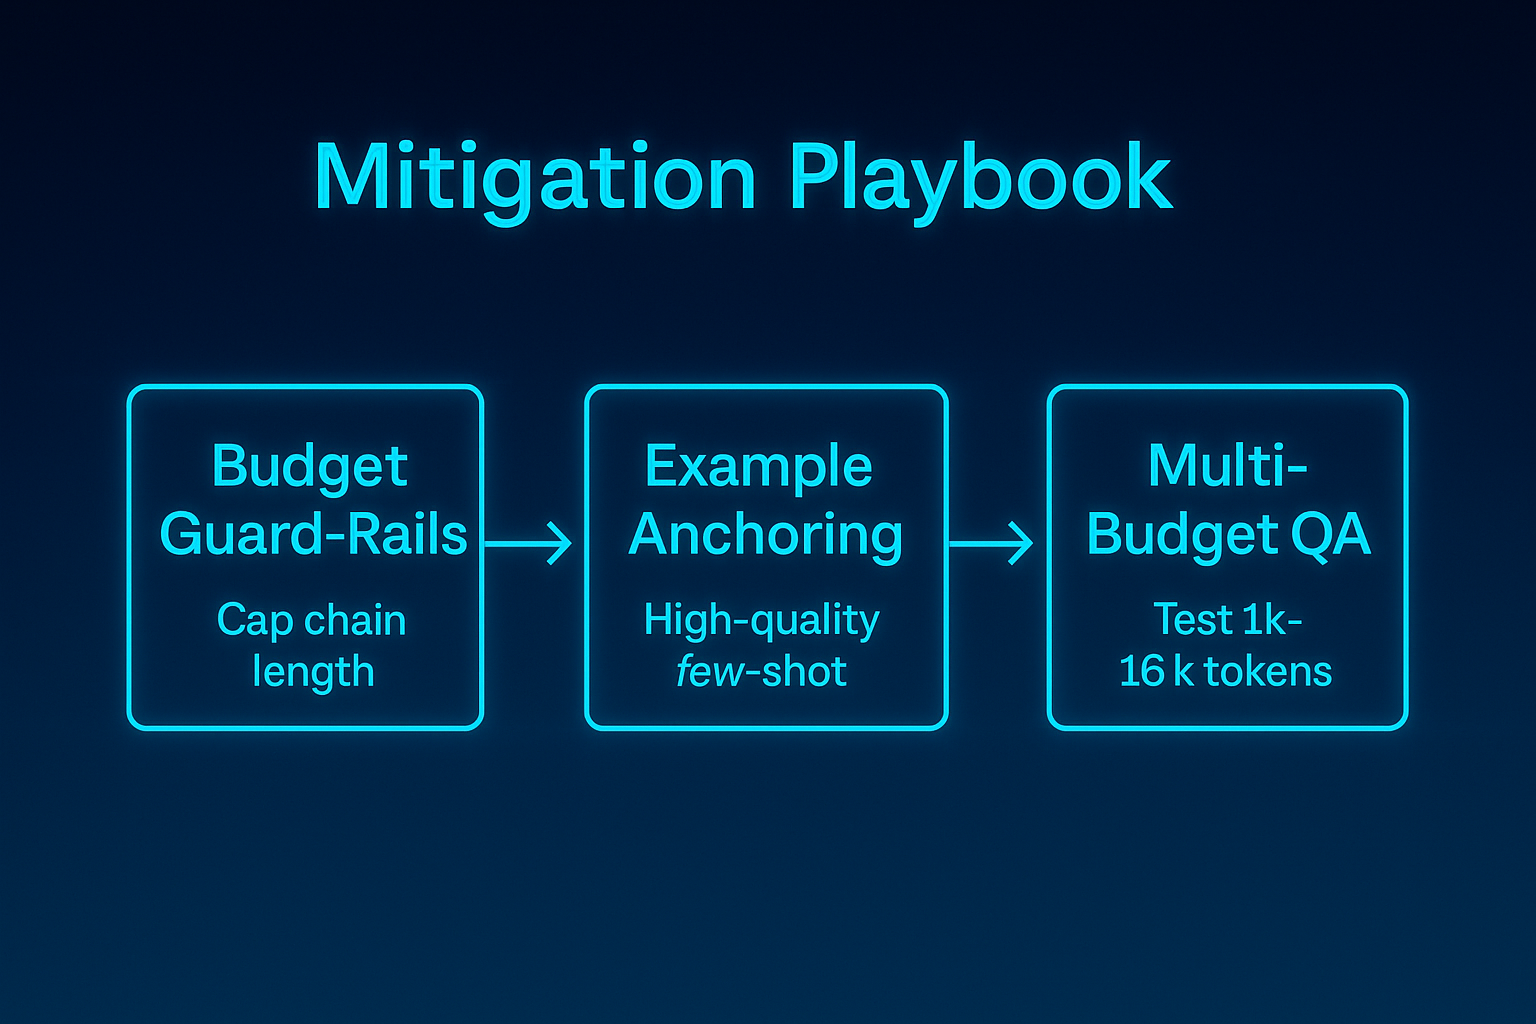 Mitigation Playbook
Budget
Guard-Rails
Cap chain
length
Example
Anchoring
High-quality
few-shot
Multi-
Budget QA
Test 1k-
16 k tokens